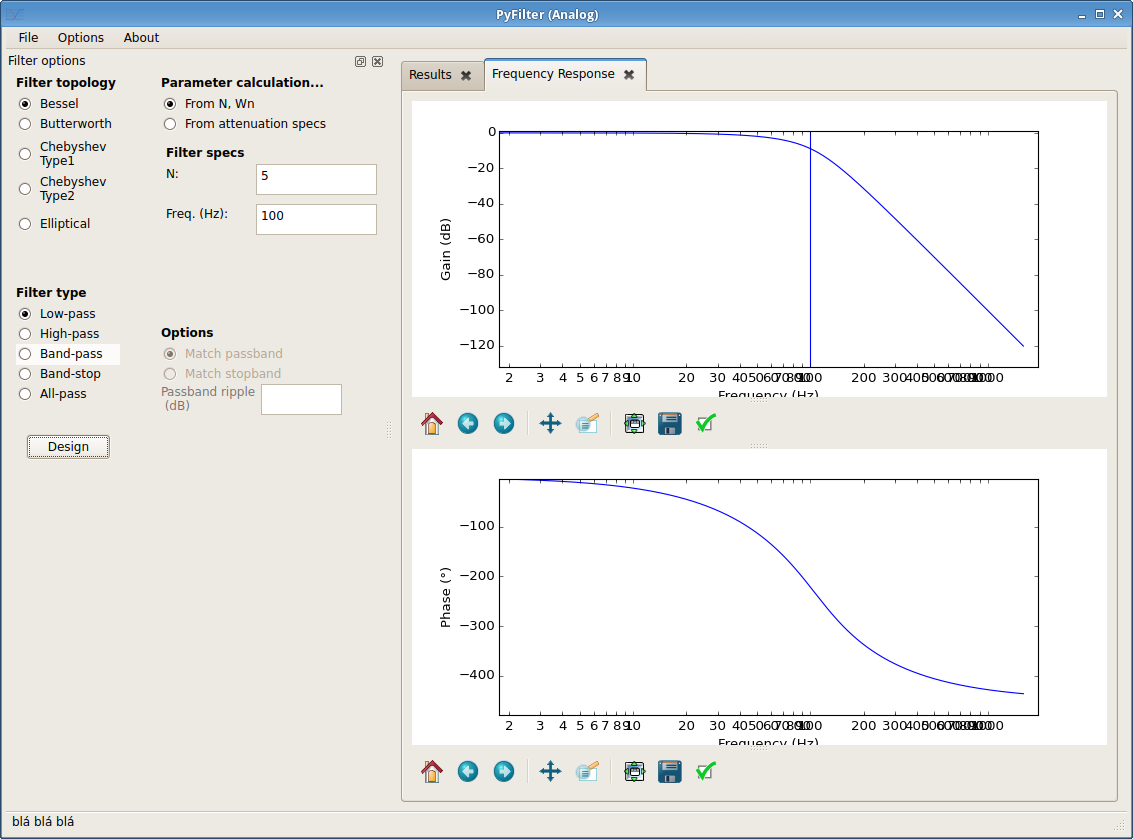 PyFilter (Analog)
File Options About
Filter options
Filter topology
Bessel
Butterworth
Chebyshev
Type1
Chebyshev
Type2
Elliptical
Parameter calculation...
From N, Wn
From attenuation specs
Filter specs
N: 5
Freq. (Hz): 100
Filter type
Low-pass
High-pass
Band-pass
Band-stop
All-pass
Options
Match passband
Match stopband
Passband ripple
(dB)
Design
Results Frequency Response
Gain (dB)
0
−20
−40
−60
−80
−100
−120
2 3 4 5 6 7 8 9 10 20 30 40 50 60 70 80 90 100 200 300 400 500 600 700 800 900 1000
Frequency (Hz)
Phase (°)
−100
−200
−300
−400
2 3 4 5 6 7 8 9 10 20 30 40 50 60 70 80 90 100 200 300 400 500 600 700 800 900 1000
Frequency (Hz)
blá blá blá